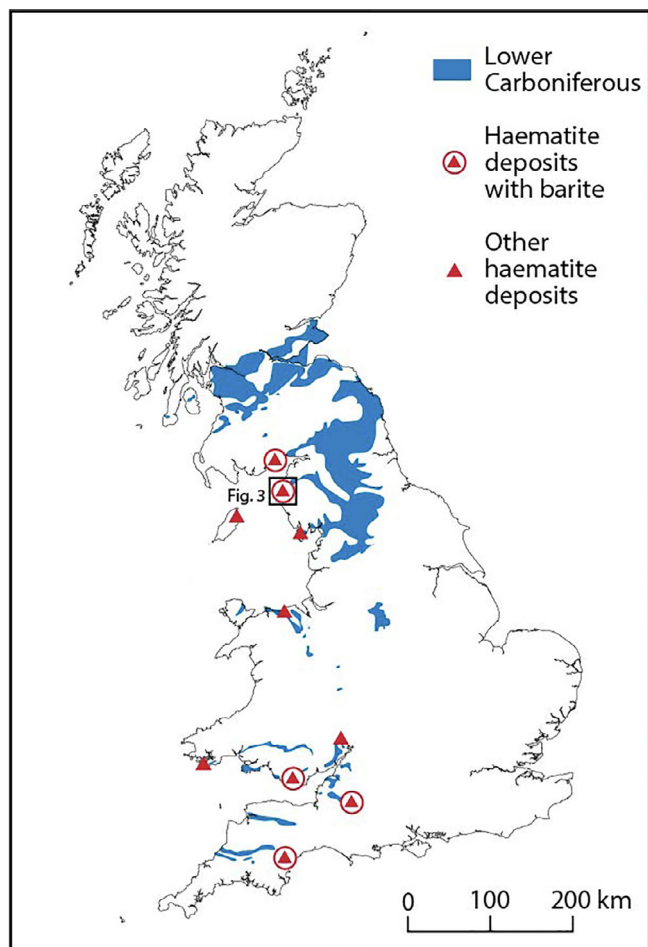 Lower
Carboniferous
Haematite
deposits
with barite
Other
haematite
deposits
Fig. 3
0 100 200 km